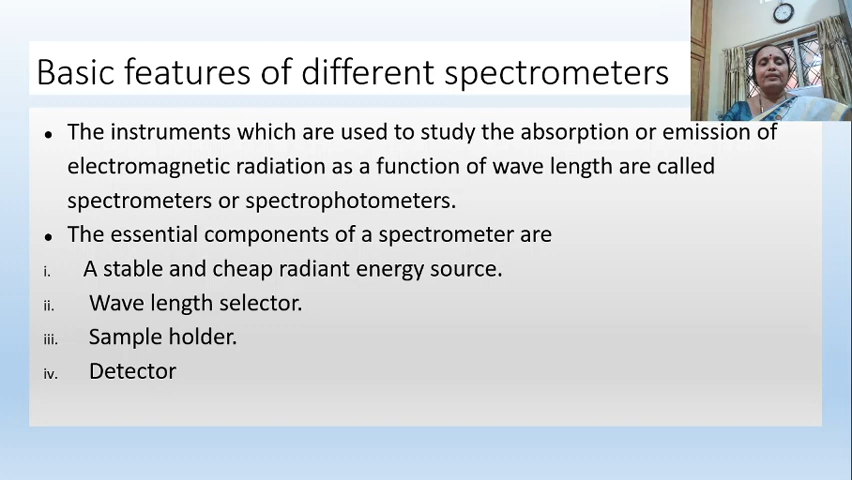 Basic features of different spectrometers
• The instruments which are used to study the absorption or emission of
electromagnetic radiation as a function of wave length are called
spectrometers or spectrophotometers.
• The essential components of a spectrometer are
i. A stable and cheap radiant energy source.
ii. Wave length selector.
iii. Sample holder.
iv. Detector